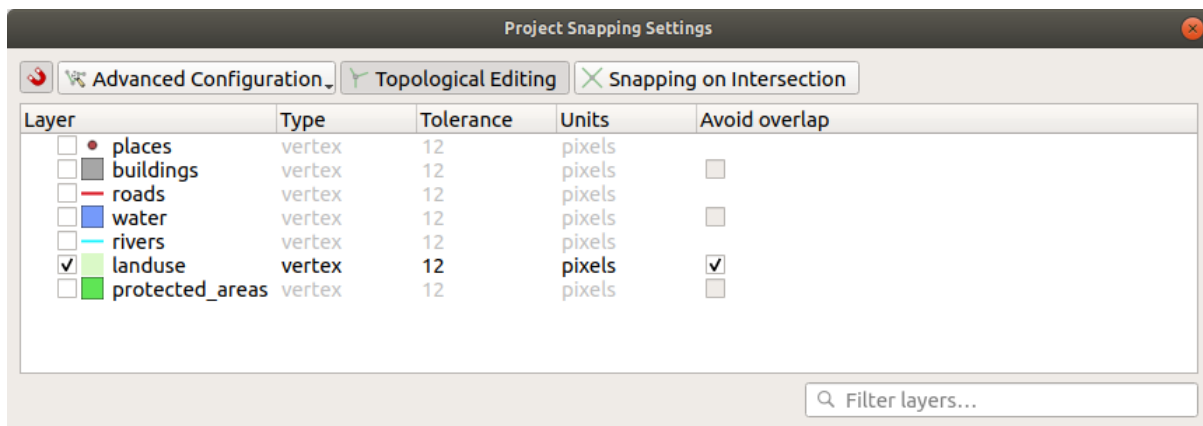 Project Snapping Settings
Advanced Configuration Topological Editing Snapping on Intersection
Layer Type Tolerance Units Avoid overlap
places vertex 12 pixels
buildings vertex 12 pixels
roads vertex 12 pixels
water vertex 12 pixels
rivers vertex 12 pixels
landuse vertex 12 pixels
protected_areas vertex 12 pixels
Filter layers...